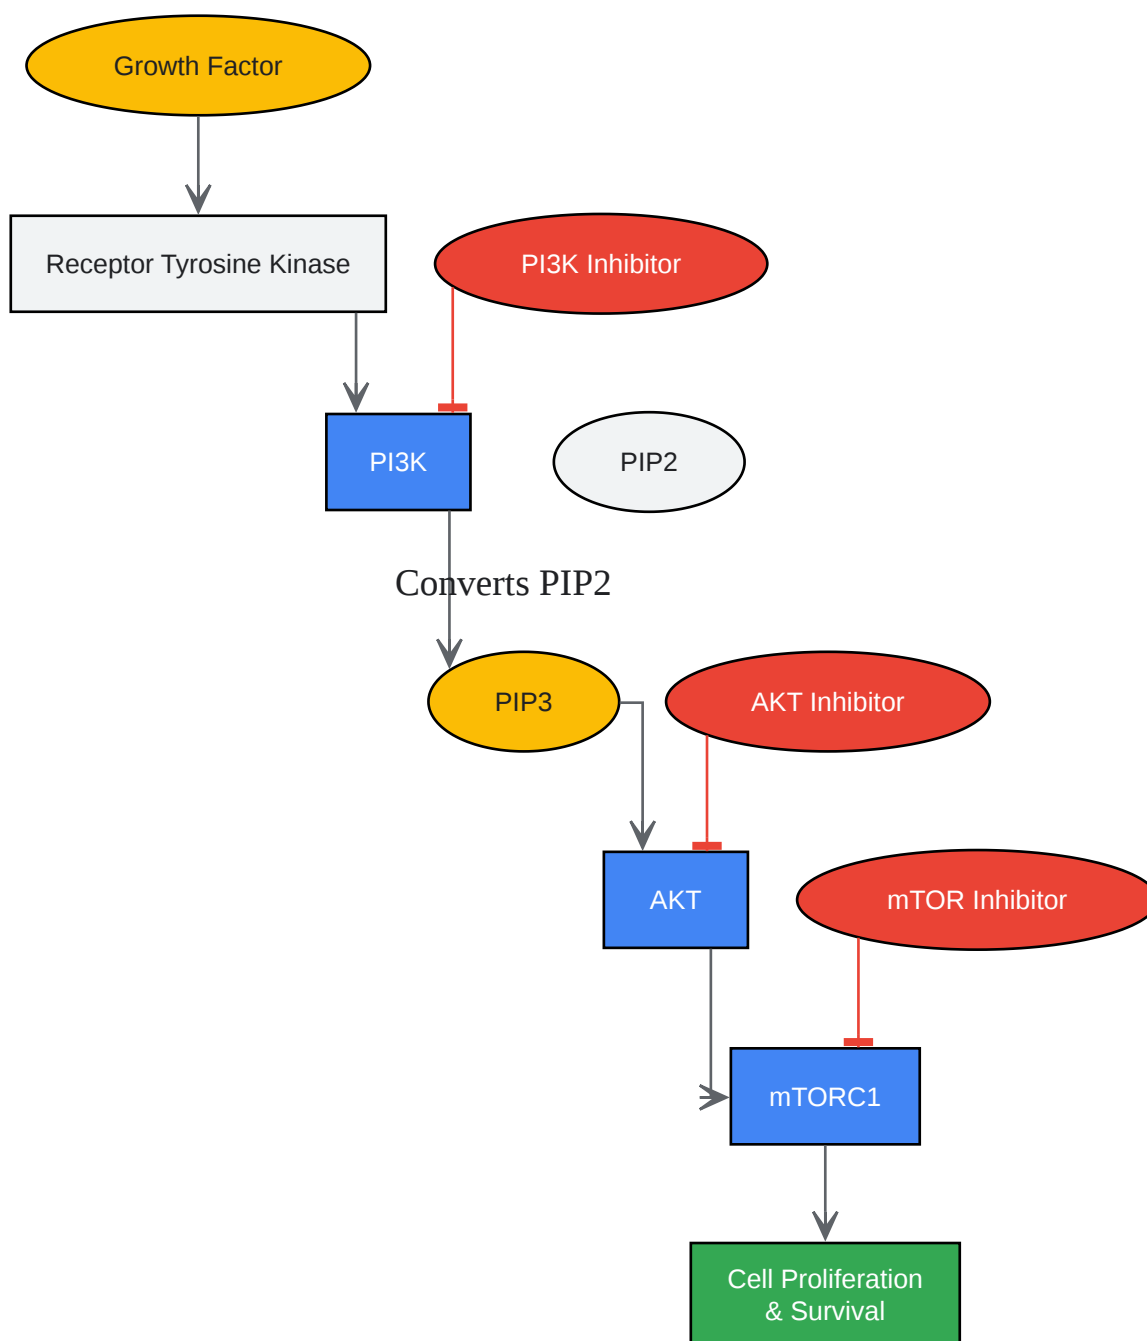 Growth Factor
Receptor Tyrosine Kinase
PI3K Inhibitor
PI3K
PIP2
Converts PIP2
PIP3
AKT Inhibitor
AKT
mTOR Inhibitor
mTORC1
Cell Proliferation
& Survival